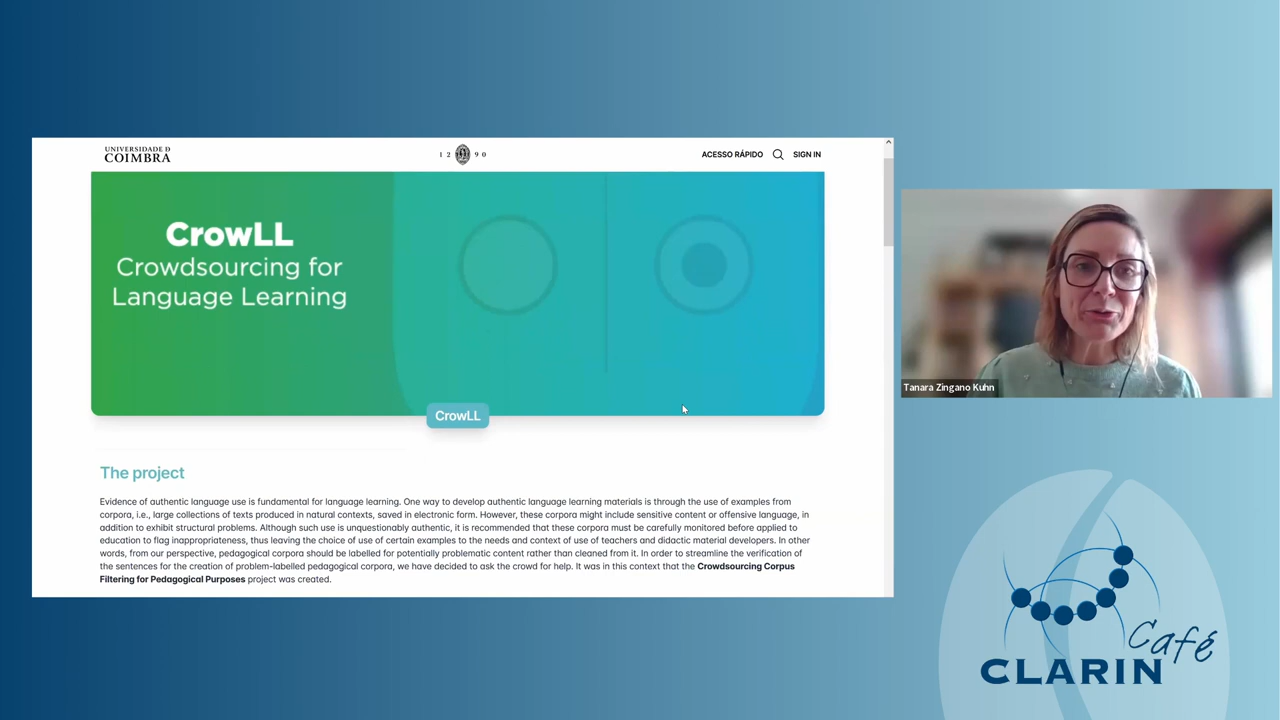 UNIVERSIDADE D
COIMBRA
1 2 9 0
ACESSO RÁPIDO
SIGN IN
CrowLL
Crowdsourcing for
Language Learning
CrowLL
The project
Evidence of authentic language use is fundamental for language learning. One way to develop authentic language learning materials is through the use of examples from
corpora, i.e., large collections of texts produced in natural contexts, saved in electronic form. However, these corpora might include sensitive content or offensive language, in
addition to exhibit structural problems. Although such use is unquestionably authentic, it is recommended that these corpora must be carefully monitored before applied to
education to flag inappropriateness, thus leaving the choice of use of certain examples to the needs and context of use of teachers and didactic material developers. In other
words, from our perspective, pedagogical corpora should be labelled for potentially problematic content rather than cleaned from it. In order to streamline the verification of
the sentences for the creation of problem-labelled pedagogical corpora, we have decided to ask the crowd for help. It was in this context that the Crowdsourcing Corpus
Filtering for Pedagogical Purposes project was created.
Tanara Zingano Kuhn
Café
CLARIN